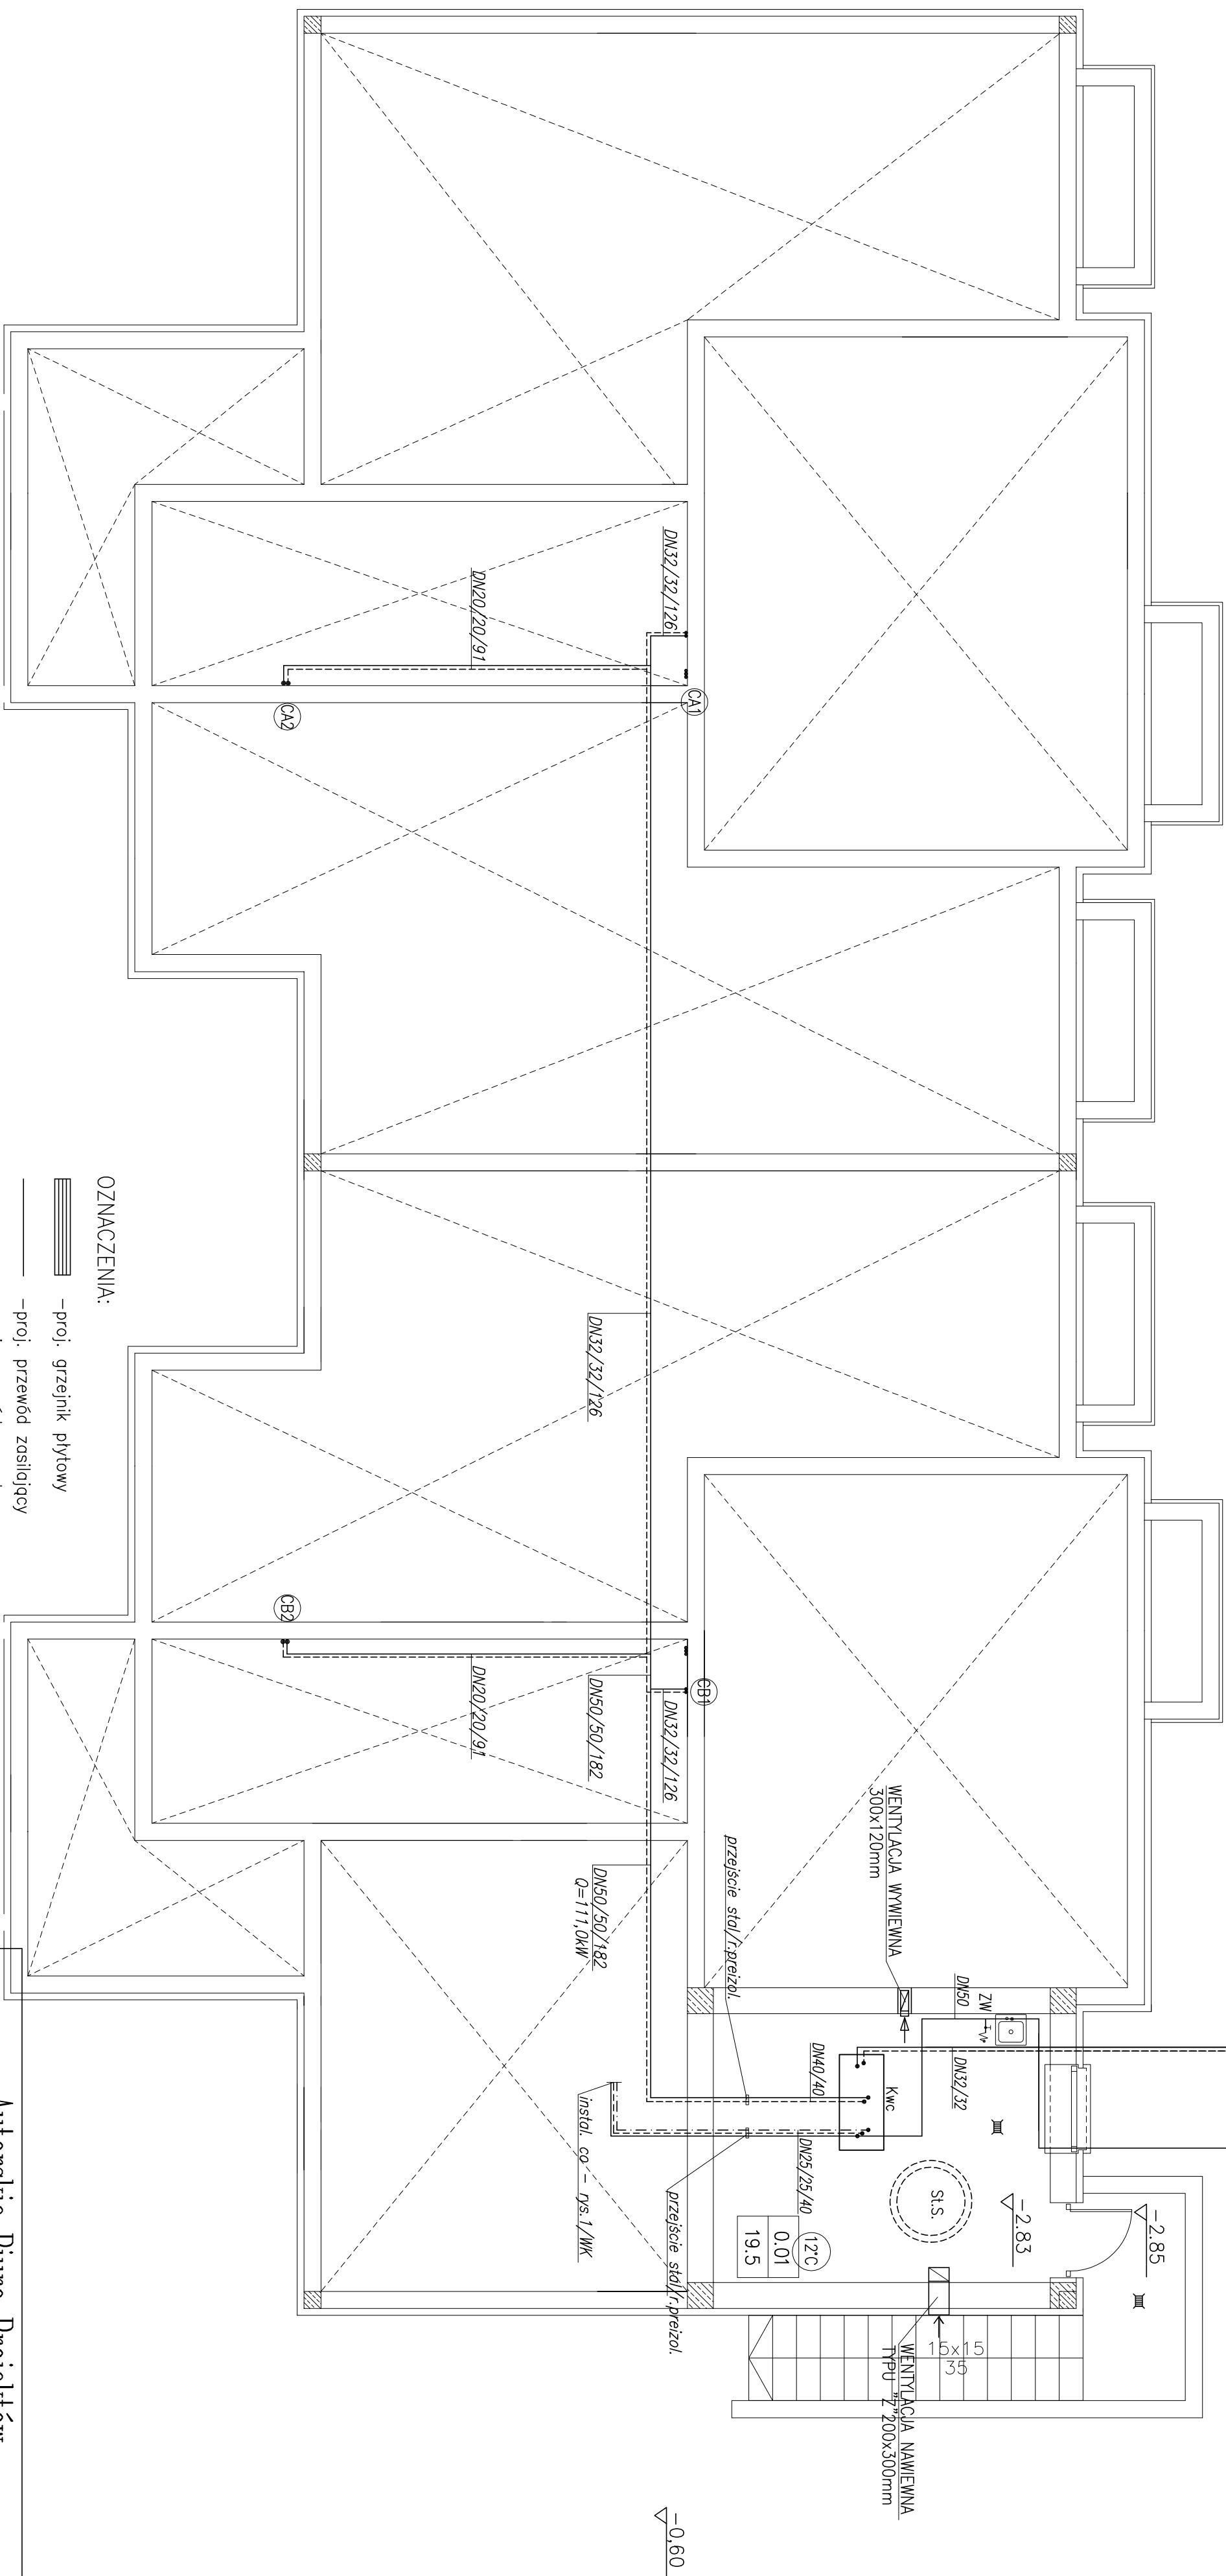 DN32/32/126
DN20/20/91
CA1
CA2
DN32/32/126
CB2
CB1
DN20/20/91
DN50/50/182
DN32/32/126
WENTYLACJA WYWIEWNA
300x120mm
przejście stal/r.preizol.
DN50/50/182
Q=111,0kW
instal. co – rys.1/WK
DN50
ZW
DN32/32
DN40/40
Kwc
DN25/25/40
przejście stal/r.preizol.
St.S.
12°C
0.01
19.5
−2.83
−2.85
15x15
35
WENTYLACJA NAWIEWNA
TYPU "Z"200x300mm
−0,60
OZNACZENIA:
−proj. grzejnik płytowy
−proj. przewód zasilający
Autorskie Biuro Projektów